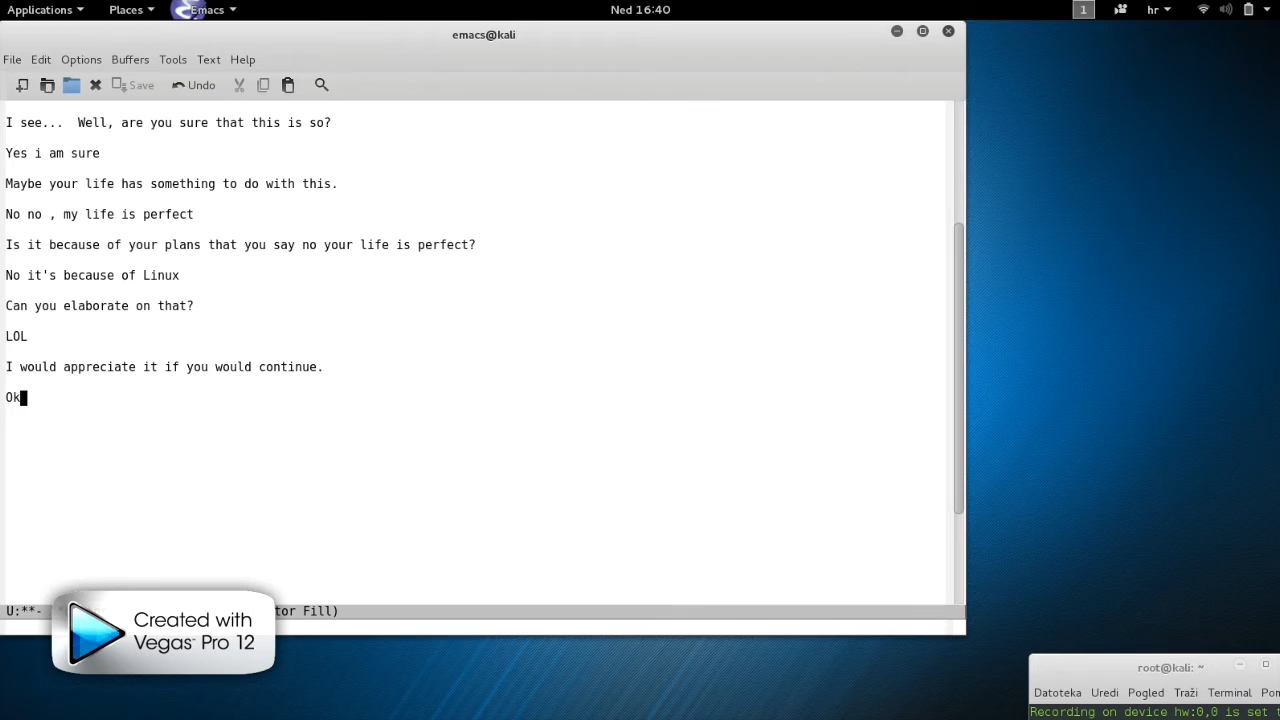 Applications Places Emacs Ned 16:40 1 hr
emacs@kali
File Edit Options Buffers Tools Text Help
Save Undo
I see...  Well, are you sure that this is so?
Yes i am sure
Maybe your life has something to do with this.
No no , my life is perfect
Is it because of your plans that you say no your life is perfect?
No it's because of Linux
Can you elaborate on that?
LOL
I would appreciate it if you would continue.
Ok
U:**- tor Fill)
Created with
Vegas™ Pro 12
root@kali: ~
Datoteka Uredi Pogled Traži Terminal Pom
Recording on device hw:0,0 is set t